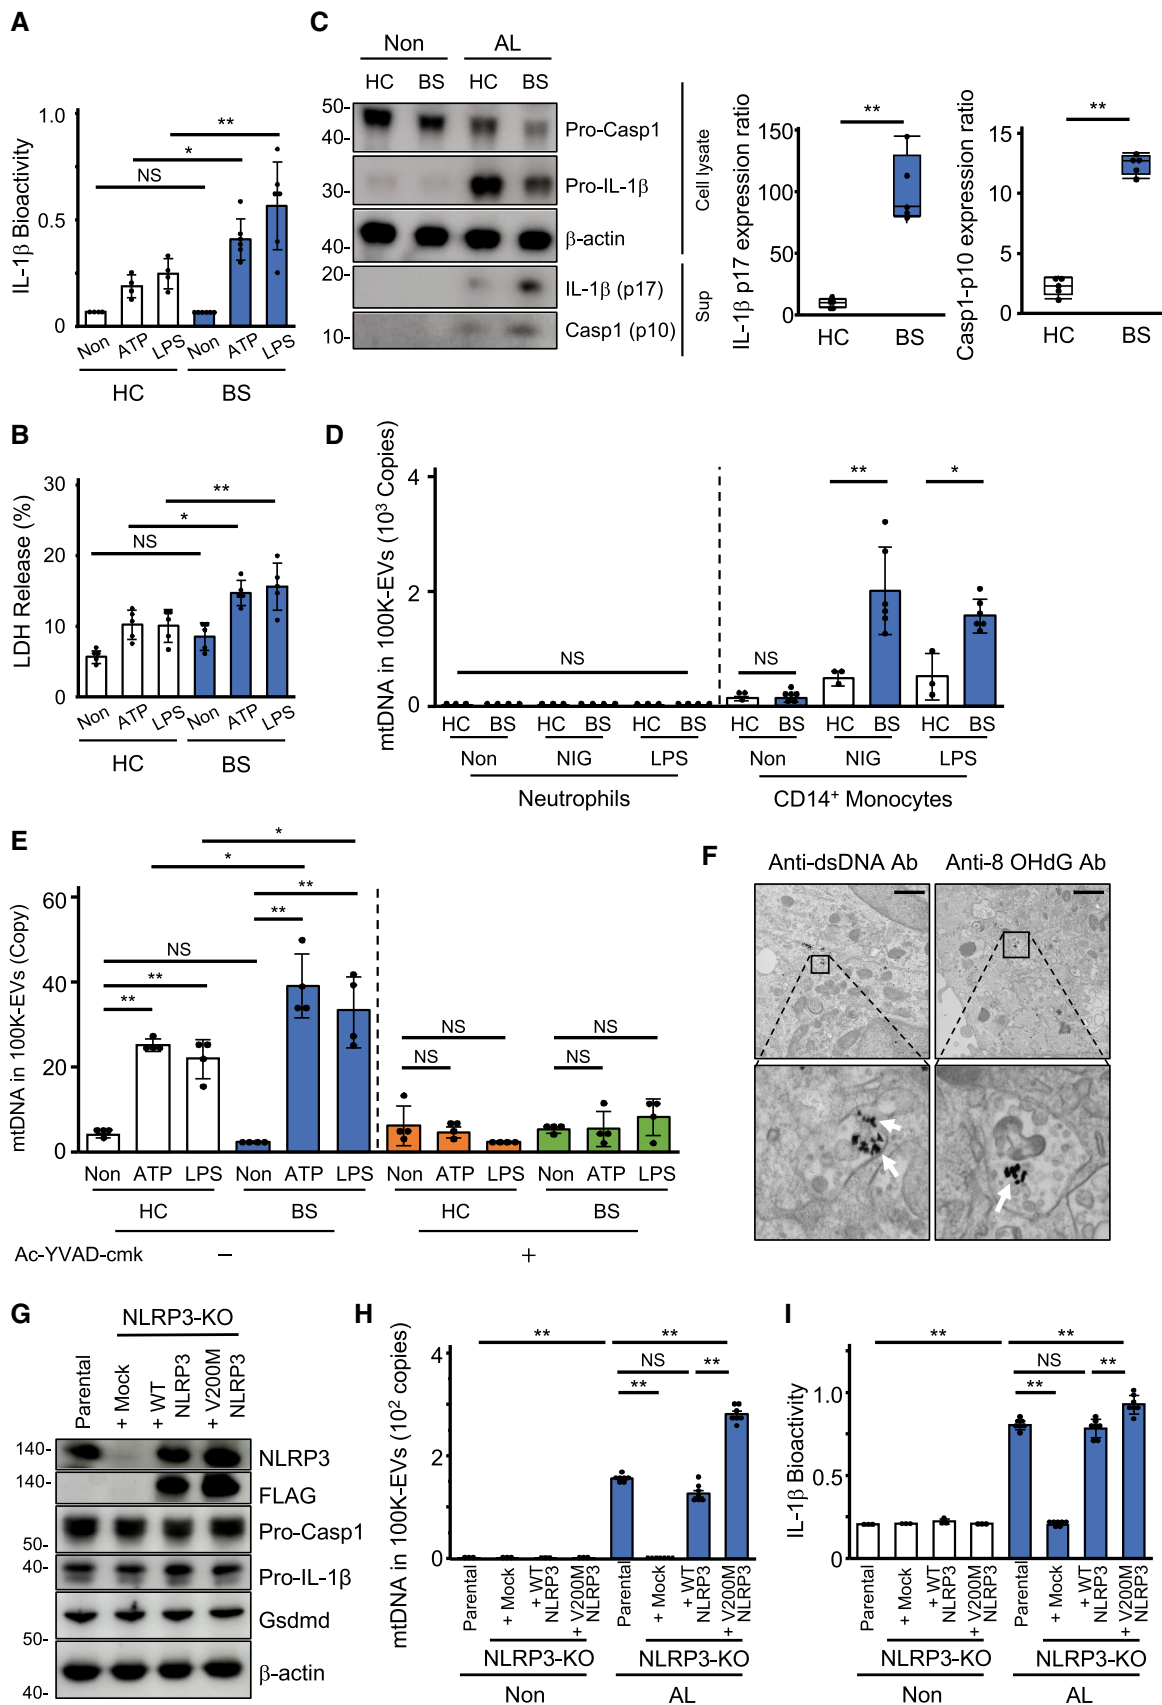 A
IL-1β Bioactivity
1.0
0.5
0
NS
*
**
Non ATP LPS Non ATP LPS
HC BS
B
LDH Release (%)
30
20
10
0
NS
*
**
Non ATP LPS Non ATP LPS
HC BS
C
Non AL
HC BS HC BS
50-
40-
Pro-Casp1
30-
Pro-IL-1β
40-
β-actin
20-
IL-1β (p17)
10-
Casp1 (p10)
Cell lysate
Sup
IL-1β p17 expression ratio
150
100
50
0
**
HC BS
Casp1-p10 expression ratio
15
10
5
0
**
HC BS
D
mtDNA in 100K-EVs (10³ Copies)
4
2
0
NS
NS
**
*
HC BS HC BS HC BS HC BS HC BS HC BS
Non NIG LPS Non NIG LPS
Neutrophils CD14⁺ Monocytes
E
mtDNA in 100K-EVs (Copy)
60
40
20
0
*
*
**
**
NS
**
**
NS
NS
NS
NS
Non ATP LPS Non ATP LPS Non ATP LPS Non ATP LPS
HC BS HC BS
Ac-YVAD-cmk − +
F
Anti-dsDNA Ab Anti-8 OHdG Ab
G
NLRP3-KO
Parental
+ Mock
+ WT NLRP3
+ V200M NLRP3
140-
NLRP3
140-
FLAG
50-
Pro-Casp1
40-
Pro-IL-1β
50-
Gsdmd
40-
β-actin
H
mtDNA in 100K-EVs (10² copies)
4
2
0
** **
NS **
**
Parental
+ Mock
+ WT NLRP3
+ V200M NLRP3
Parental
+ Mock
+ WT NLRP3
+ V200M NLRP3
NLRP3-KO NLRP3-KO
Non AL
I
IL-1β Bioactivity
1.0
0.5
0
** **
NS **
**
Parental
+ Mock
+ WT NLRP3
+ V200M NLRP3
Parental
+ Mock
+ WT NLRP3
+ V200M NLRP3
NLRP3-KO NLRP3-KO
Non AL